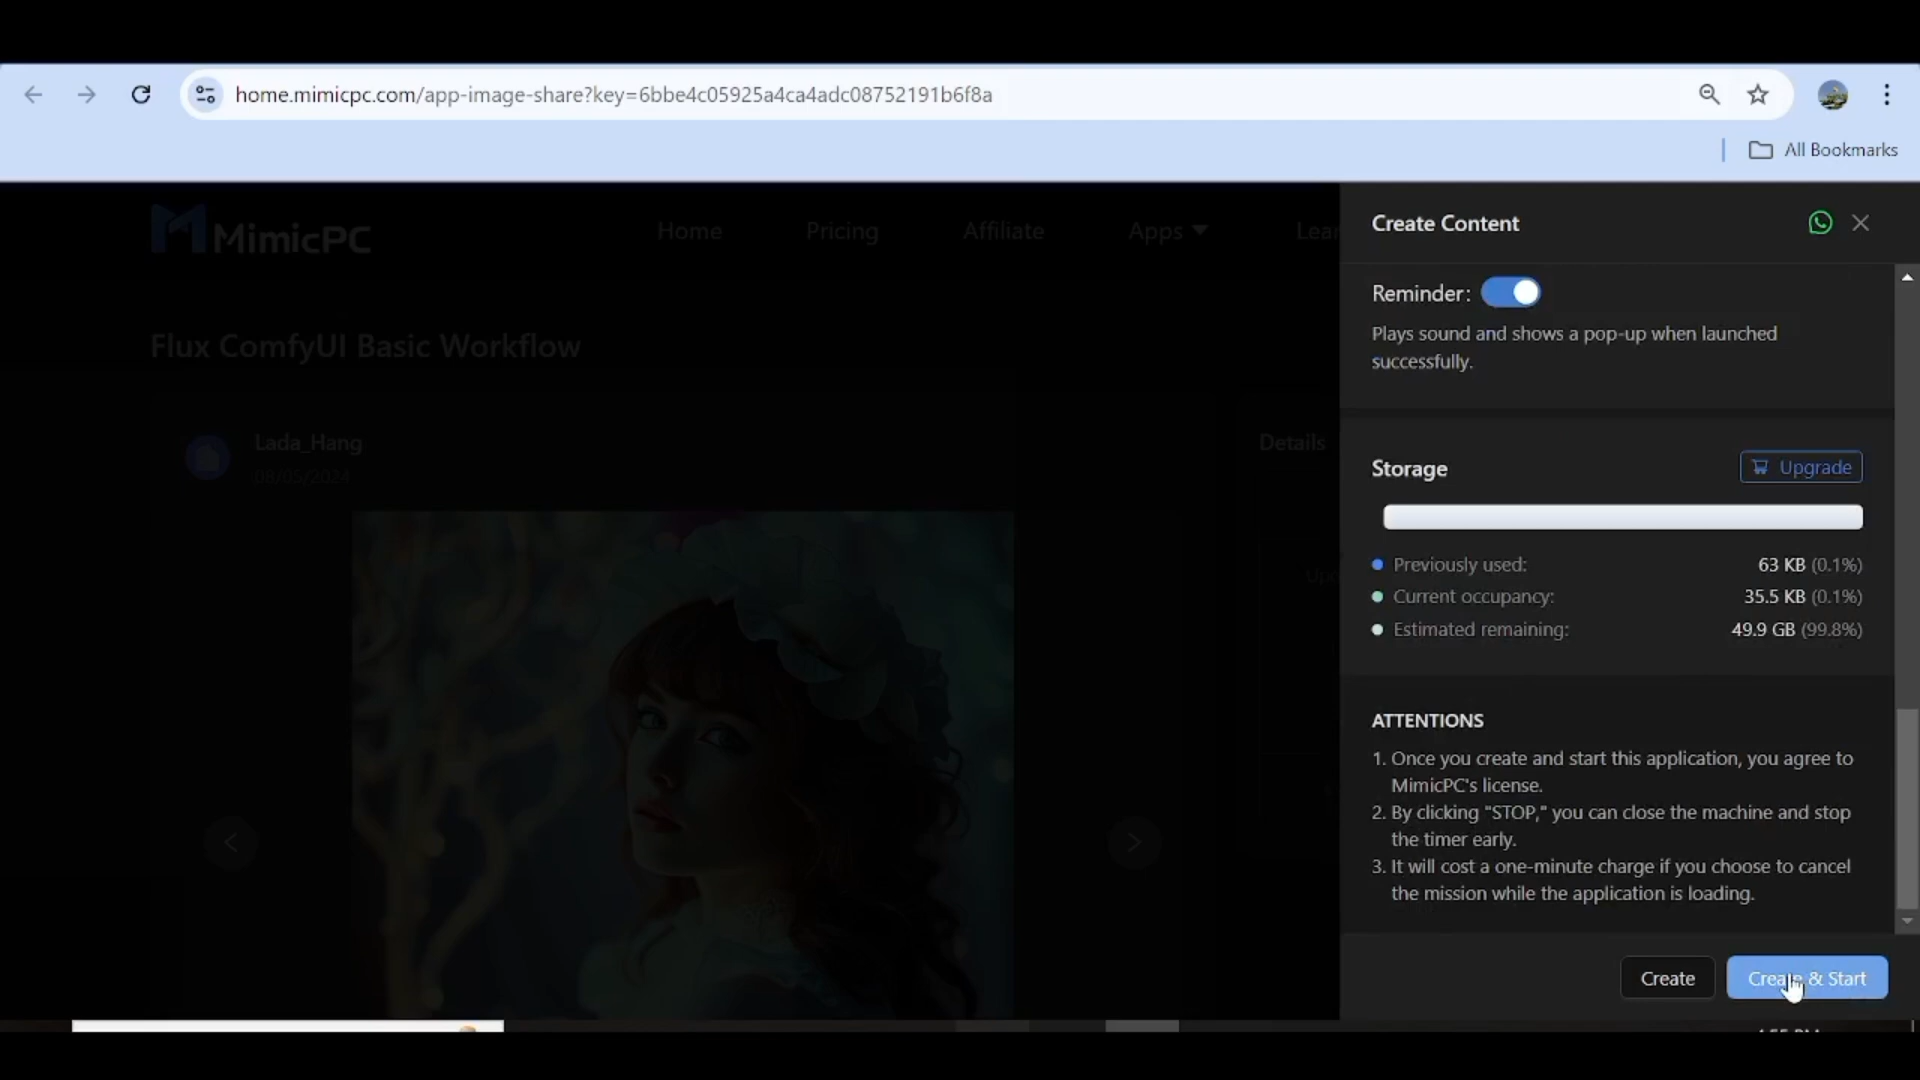 home.mimicpc.com/app-image-share?key=6bbe4c05925a4ca4adc08752191b6f8a
All Bookmarks
MimicPC
Home
Pricing
Affiliate
Apps
Create Content
Flux ComfyUI Basic Workflow
Reminder:
Plays sound and shows a pop-up when launched
successfully.
Lada_Hang
08/05/2024
Details
Storage
Upgrade
Previously used: 63 KB (0.1%)
Current occupancy: 35.5 KB (0.1%)
Estimated remaining: 49.9 GB (99.8%)
ATTENTIONS
1. Once you create and start this application, you agree to
MimicPC's license.
2. By clicking "STOP," you can close the machine and stop
the timer early.
3. It will cost a one-minute charge if you choose to cancel
the mission while the application is loading.
Create
Create & Start